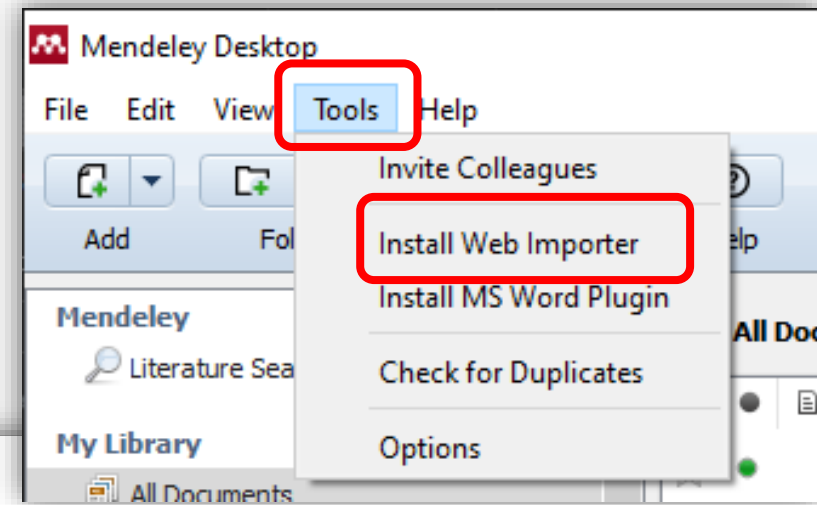 Mendeley Desktop
File Edit View Tools Help
Invite Colleagues
Add
Install Web Importer
Install MS Word Plugin
Mendeley
All
Literature
Check for Duplicates
My Library
Options
All Documents